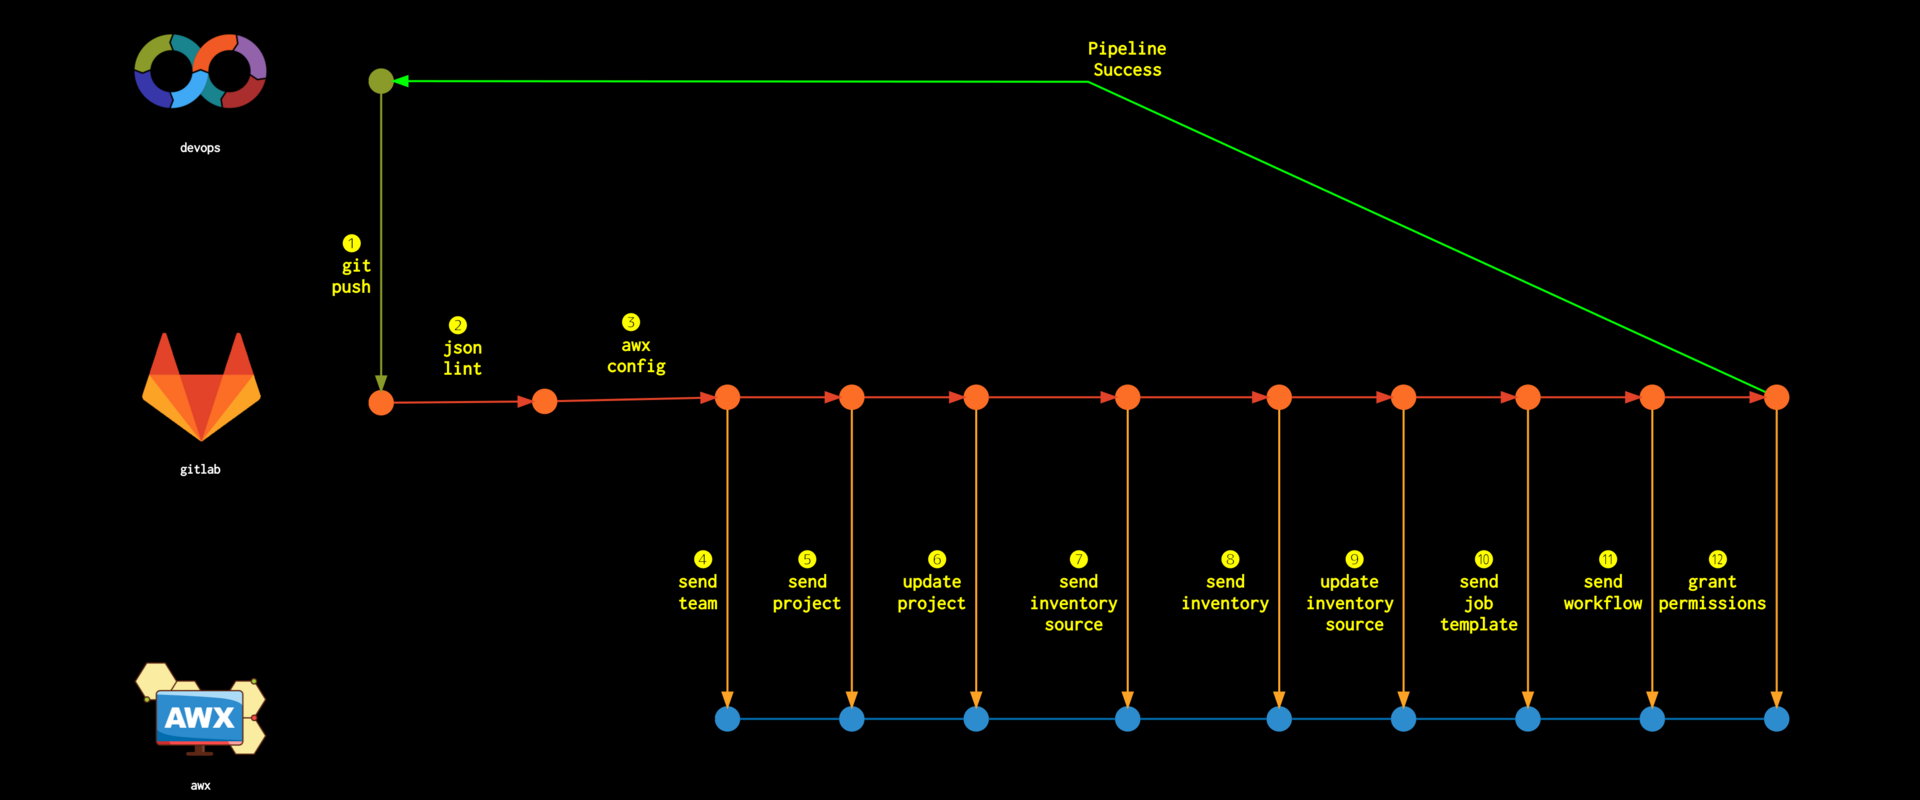 Pipeline
Success
devops
1
git
push
2
json
lint
3
awx
config
gitlab
4
send
team
5
send
project
6
update
project
7
send
inventory
source
8
send
inventory
9
update
inventory
source
10
send
job
template
11
send
workflow
12
grant
permissions
AWX
awx